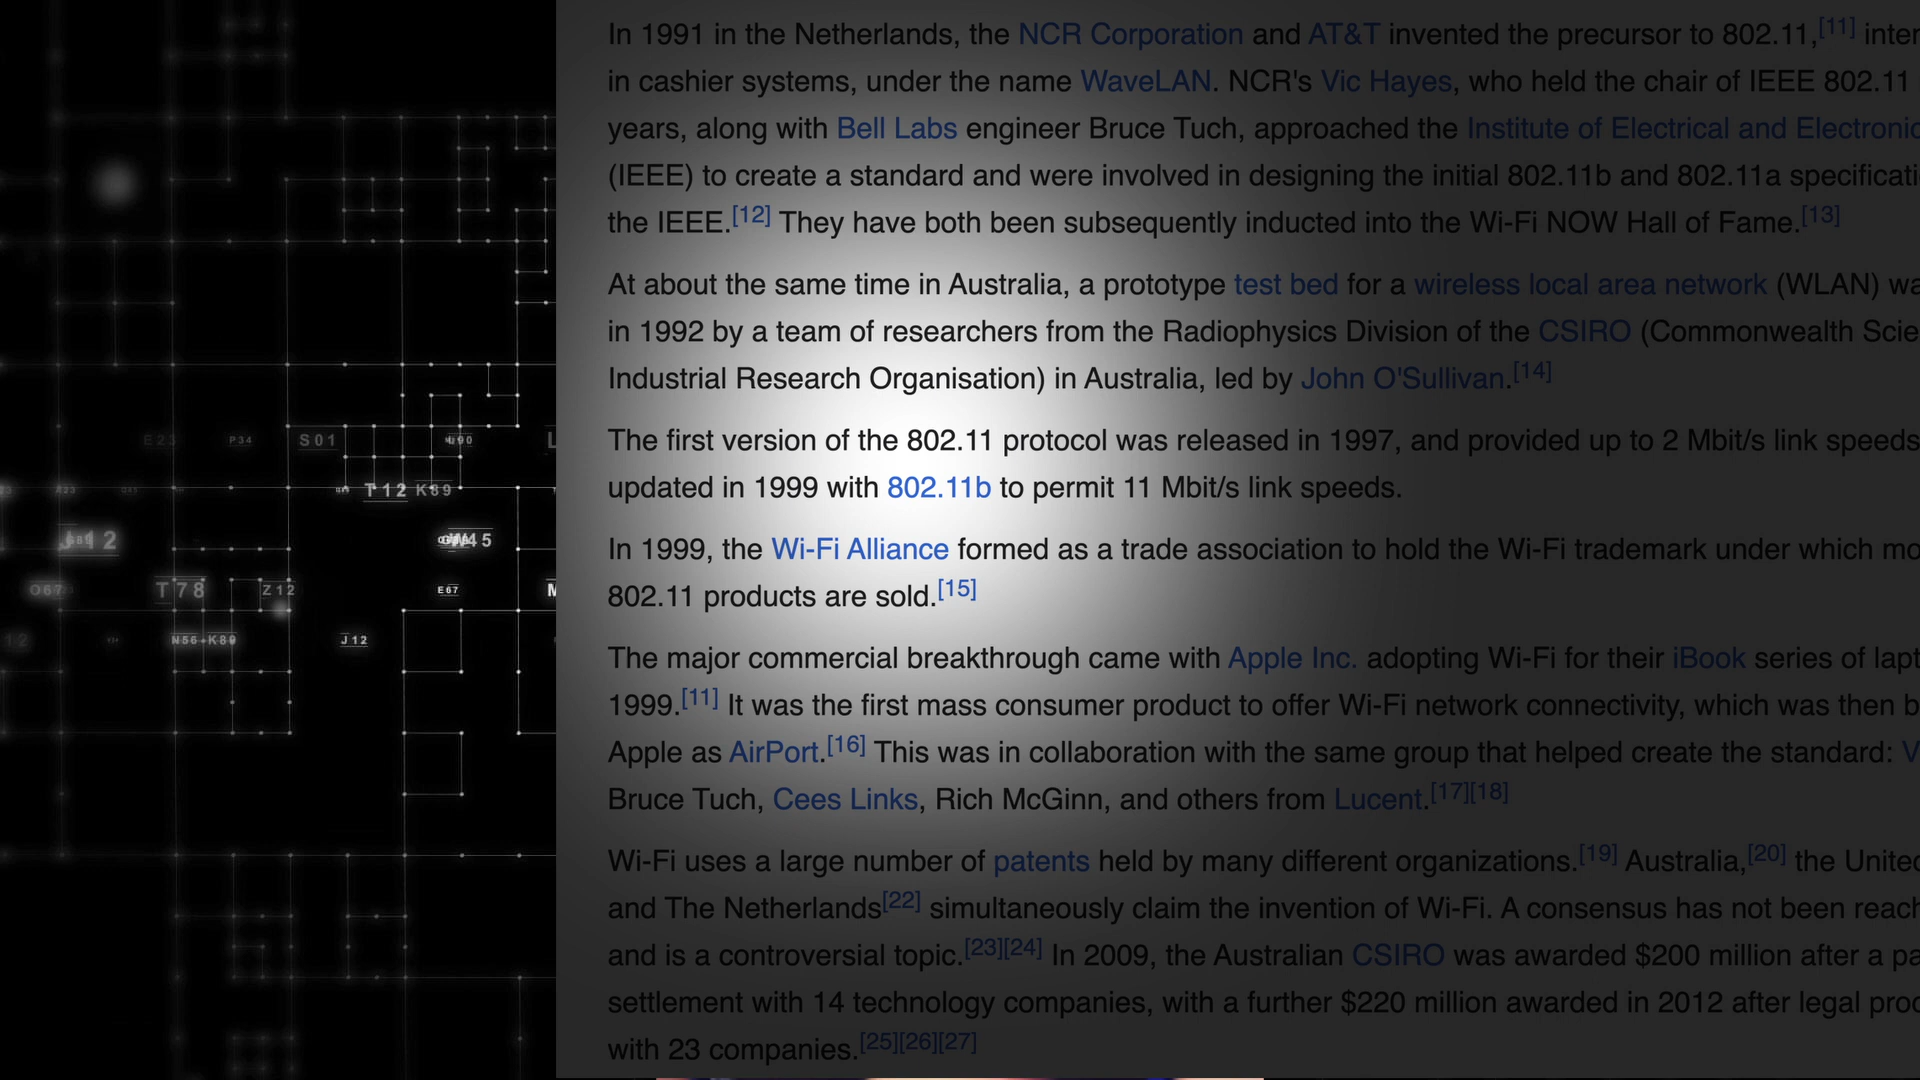 In 1991 in the Netherlands, the NCR Corporation and AT&T invented the precursor to 802.11,[11]
in cashier systems, under the name WaveLAN. NCR's Vic Hayes, who held the chair of IEEE 802.11
years, along with Bell Labs engineer Bruce Tuch, approached the Institute of Electrical and
(IEEE) to create a standard and were involved in designing the initial 802.11b and 802.11a
the IEEE.[12] They have both been subsequently inducted into the Wi-Fi NOW Hall of Fame.[13]
At about the same time in Australia, a prototype test bed for a wireless local area network (WLAN)
in 1992 by a team of researchers from the Radiophysics Division of the CSIRO (Commonwealth
Industrial Research Organisation) in Australia, led by John O'Sullivan.[14]
The first version of the 802.11 protocol was released in 1997, and provided up to 2 Mbit/s link speeds
updated in 1999 with 802.11b to permit 11 Mbit/s link speeds.
In 1999, the Wi-Fi Alliance formed as a trade association to hold the Wi-Fi trademark under which
802.11 products are sold.[15]
The major commercial breakthrough came with Apple Inc. adopting Wi-Fi for their iBook series of
1999.[11] It was the first mass consumer product to offer Wi-Fi network connectivity, which was then
Apple as AirPort.[16] This was in collaboration with the same group that helped create the standard:
Bruce Tuch, Cees Links, Rich McGinn, and others from Lucent.[17][18]
Wi-Fi uses a large number of patents held by many different organizations.[19] Australia,[20] the United
and The Netherlands[22] simultaneously claim the invention of Wi-Fi. A consensus has not been
and is a controversial topic.[23][24] In 2009, the Australian CSIRO was awarded $200 million after a
settlement with 14 technology companies, with a further $220 million awarded in 2012 after legal
with 23 companies.[25][26][27]
E23 P34 S01
T12 K89
T78 Z12 E67
N56 K89 J12